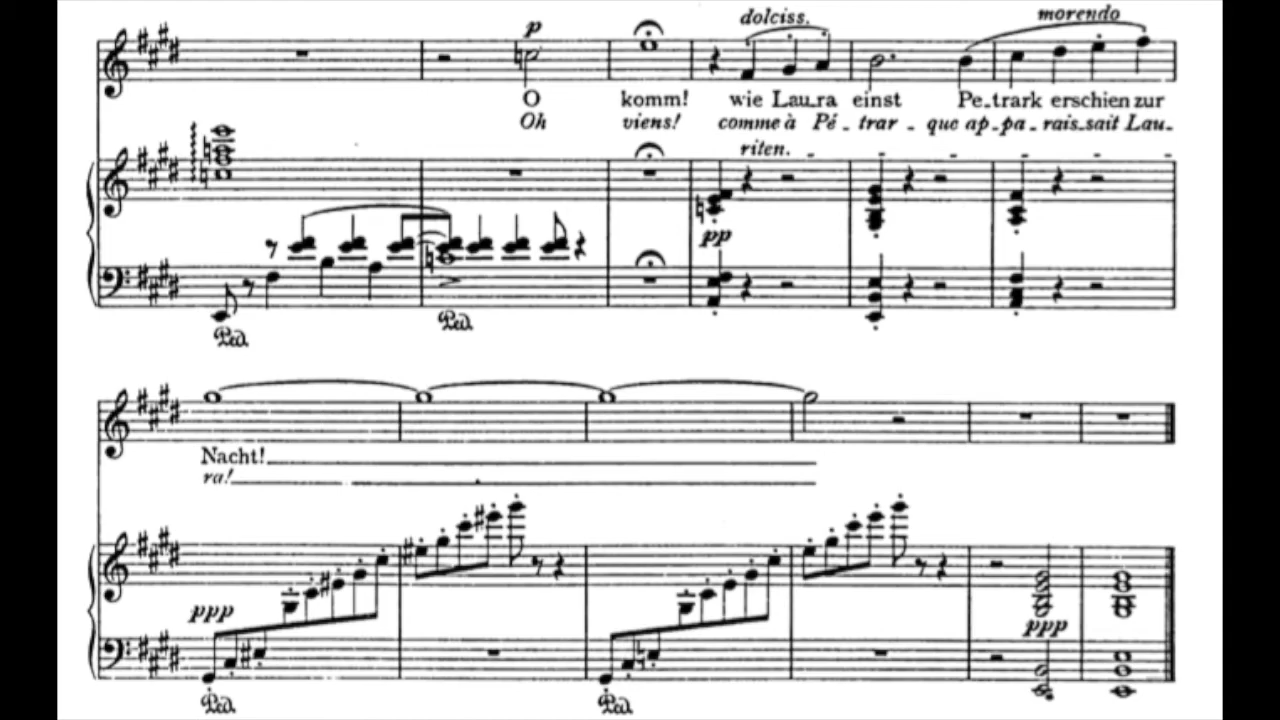 dolciss.
morendo
p
O komm! wie Lau_ra einst Pe_trark erschien zur
Oh viens! comme à Pé_trar_que ap_pa_rais_sait Lau_
riten.
pp
Ped.
Ped.
Nacht!
ra!
ppp
ppp
Ped.
Ped.